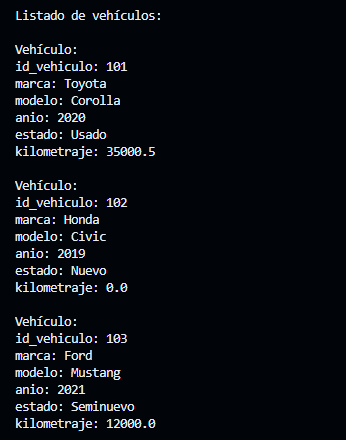 Listado de vehículos:
Vehículo:
id_vehiculo: 101
marca: Toyota
modelo: Corolla
anio: 2020
estado: Usado
kilometraje: 35000.5
Vehículo:
id_vehiculo: 102
marca: Honda
modelo: Civic
anio: 2019
estado: Nuevo
kilometraje: 0.0
Vehículo:
id_vehiculo: 103
marca: Ford
modelo: Mustang
anio: 2021
estado: Seminuevo
kilometraje: 12000.0